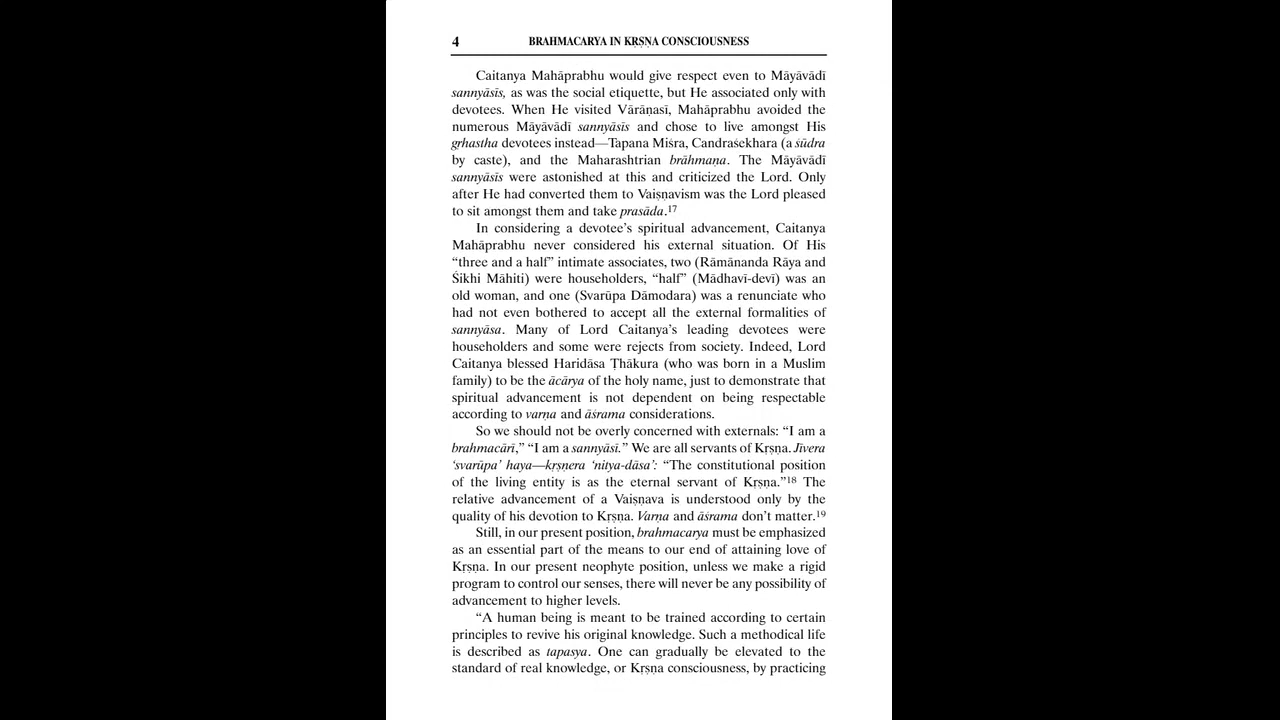 4 BRAHMACARYA IN KṚṢṆA CONSCIOUSNESS
Caitanya Mahāprabhu would give respect even to Māyāvādī
sannyāsīs, as was the social etiquette, but He associated only with
devotees. When He visited Vārāṇasī, Mahāprabhu avoided the
numerous Māyāvādī sannyāsīs and chose to live amongst His
gṛhastha devotees instead—Tapana Miśra, Candraśekhara (a śūdra
by caste), and the Maharashtrian brāhmaṇa. The Māyāvādī
sannyāsīs were astonished at this and criticized the Lord. Only
after He had converted them to Vaiṣṇavism was the Lord pleased
to sit amongst them and take prasāda.17
In considering a devotee’s spiritual advancement, Caitanya
Mahāprabhu never considered his external situation. Of His
“three and a half” intimate associates, two (Rāmānanda Rāya and
Śikhi Māhiti) were householders, “half” (Mādhavī-devī) was an
old woman, and one (Svarūpa Dāmodara) was a renunciate who
had not even bothered to accept all the external formalities of
sannyāsa. Many of Lord Caitanya’s leading devotees were
householders and some were rejects from society. Indeed, Lord
Caitanya blessed Haridāsa Ṭhākura (who was born in a Muslim
family) to be the ācārya of the holy name, just to demonstrate that
spiritual advancement is not dependent on being respectable
according to varṇa and āśrama considerations.
So we should not be overly concerned with externals: “I am a
brahmacārī,” “I am a sannyāsī.” We are all servants of Kṛṣṇa. Jīvera
‘svarūpa’ haya—kṛṣṇera ‘nitya-dāsa’: “The constitutional position
of the living entity is as the eternal servant of Kṛṣṇa.”18 The
relative advancement of a Vaiṣṇava is understood only by the
quality of his devotion to Kṛṣṇa. Varṇa and āśrama don’t matter.19
Still, in our present position, brahmacarya must be emphasized
as an essential part of the means to our end of attaining love of
Kṛṣṇa. In our present neophyte position, unless we make a rigid
program to control our senses, there will never be any possibility of
advancement to higher levels.
“A human being is meant to be trained according to certain
principles to revive his original knowledge. Such a methodical life
is described as tapasya. One can gradually be elevated to the
standard of real knowledge, or Kṛṣṇa consciousness, by practicing